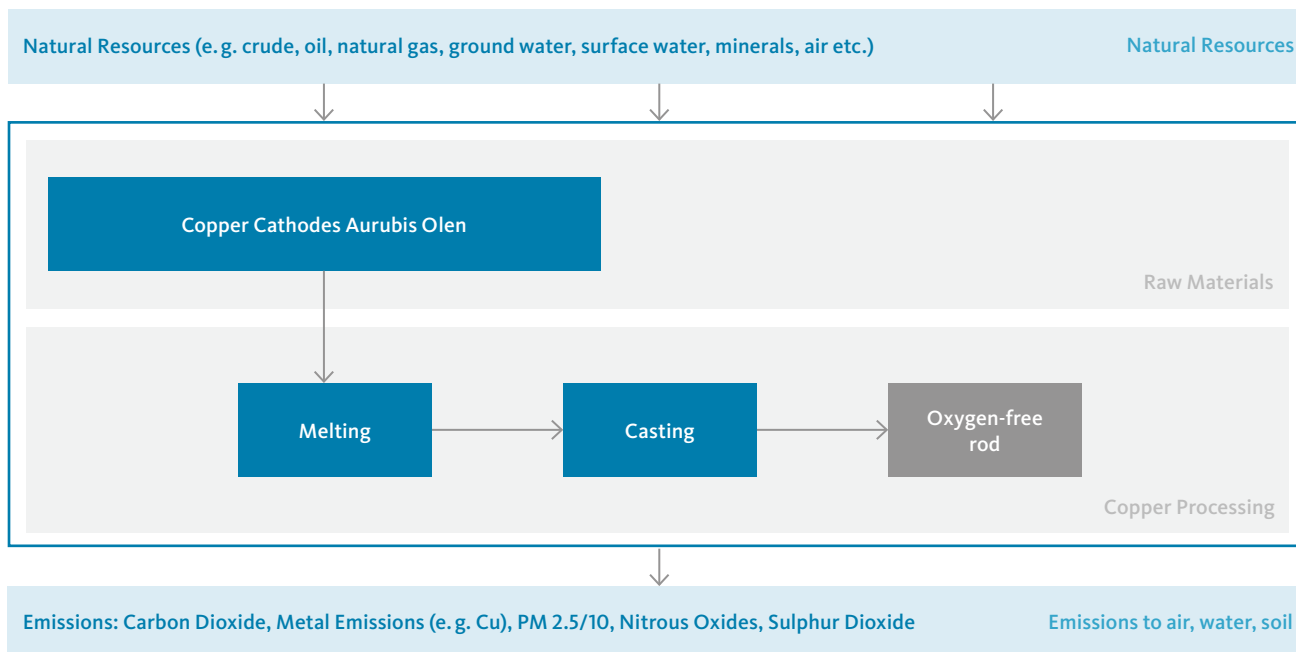 Natural Resources (e. g. crude, oil, natural gas, ground water, surface water, minerals, air etc.)
Natural Resources
Copper Cathodes Aurubis Olen
Raw Materials
Melting
Casting
Oxygen-free
rod
Copper Processing
Emissions: Carbon Dioxide, Metal Emissions (e. g. Cu), PM 2.5/10, Nitrous Oxides, Sulphur Dioxide
Emissions to air, water, soil